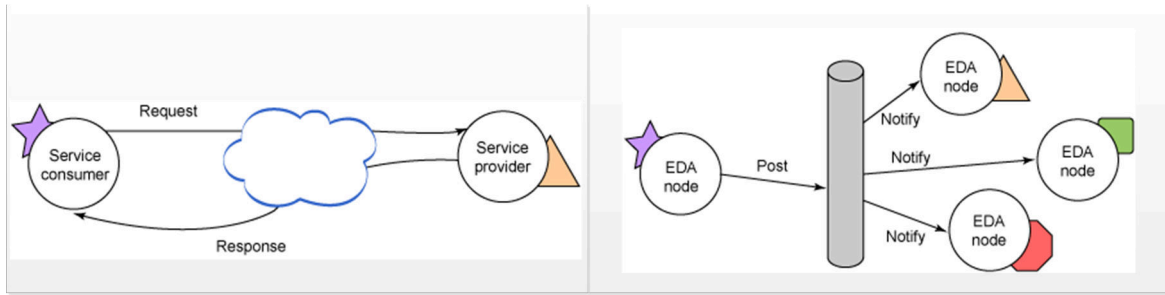 Request
Service
consumer
Service
provider
Response
EDA
node
Post
EDA
node
Notify
Notify
EDA
node
Notify
EDA
node